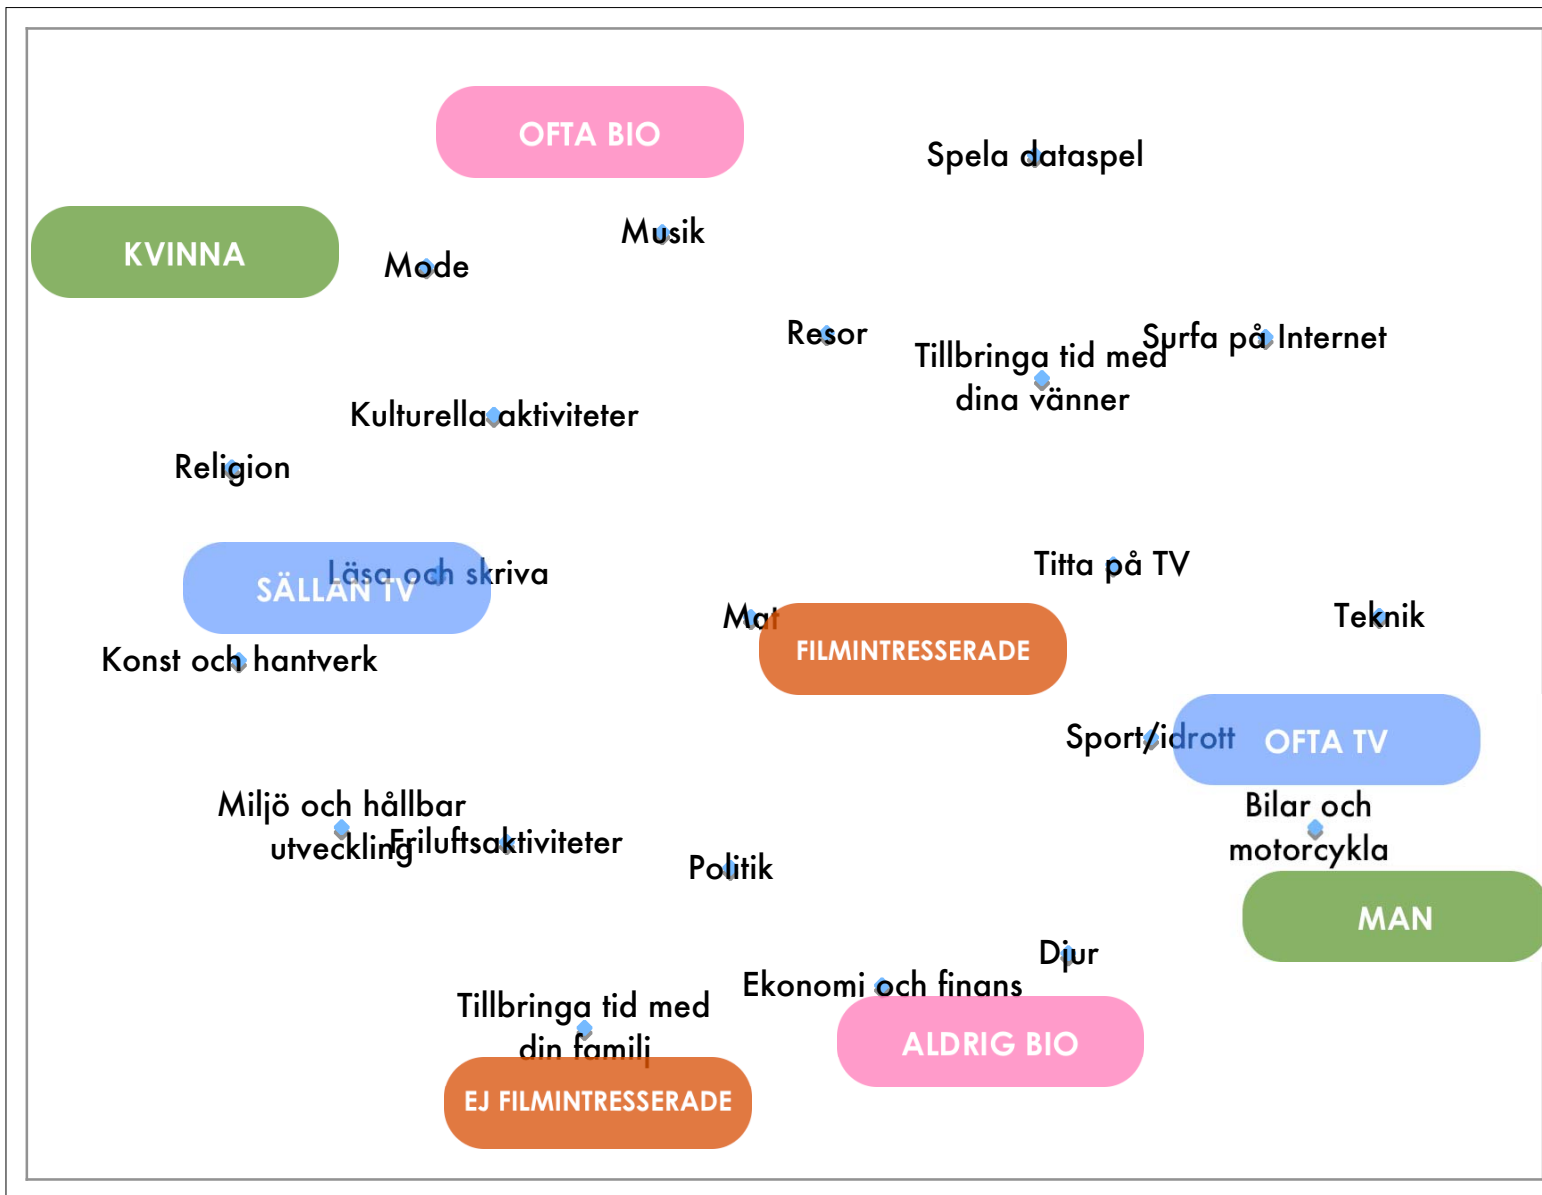 OFTA BIO
Spela dataspel
Musik
KVINNA
Mode
Resor
Surfa på Internet
Tillbringa tid med
dina vänner
Kulturella aktiviteter
Religion
Titta på TV
Läsa och skriva
SÄLLAN TV
Mat
Teknik
FILMINTRESSERADE
Konst och hantverk
Sport/idrott
OFTA TV
Miljö och hållbar
utveckling
Friluftsaktiviteter
Bilar och
motorcykla
Politik
MAN
Djur
Ekonomi och finans
Tillbringa tid med
din familj
ALDRIG BIO
EJ FILMINTRESSERADE